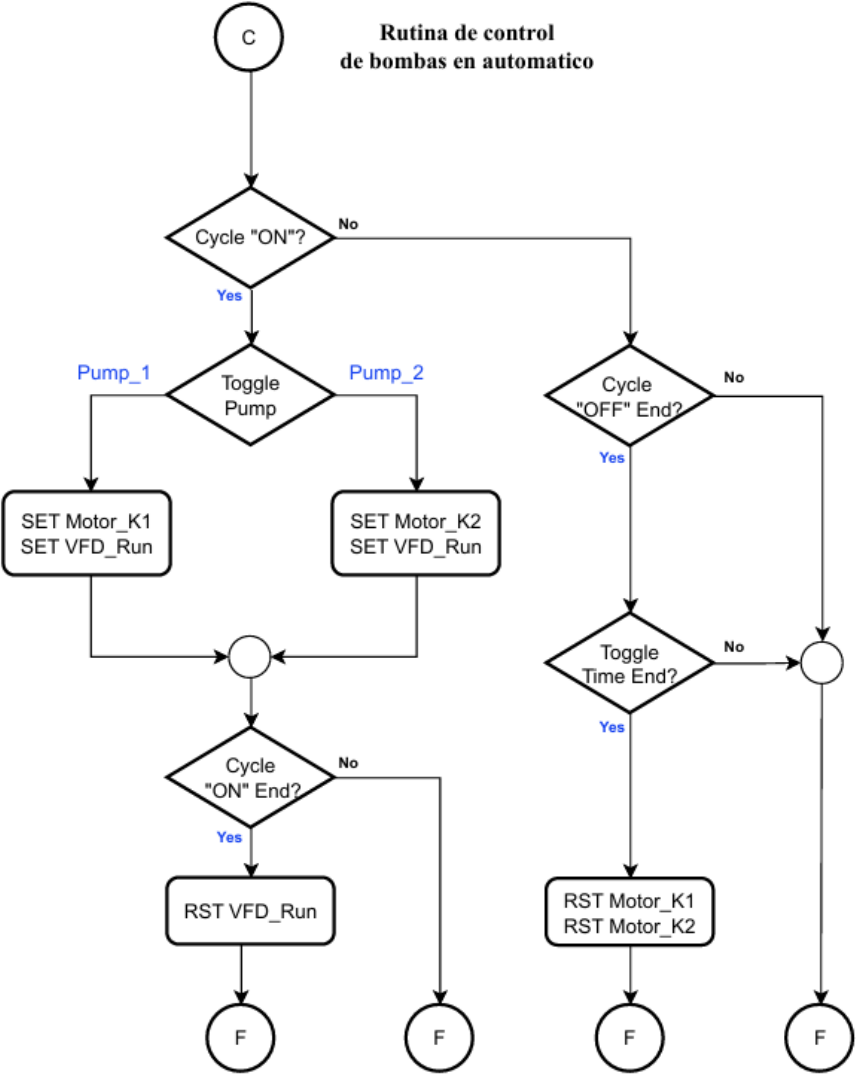 C
Rutina de control
de bombas en automatico
Cycle "ON"?
No
Yes
Pump_1
Toggle
Pump
Pump_2
Cycle
"OFF" End?
No
Yes
SET Motor_K1
SET VFD_Run
SET Motor_K2
SET VFD_Run
Toggle
Time End?
No
Yes
Cycle
"ON" End?
No
Yes
RST VFD_Run
RST Motor_K1
RST Motor_K2
F
F
F
F